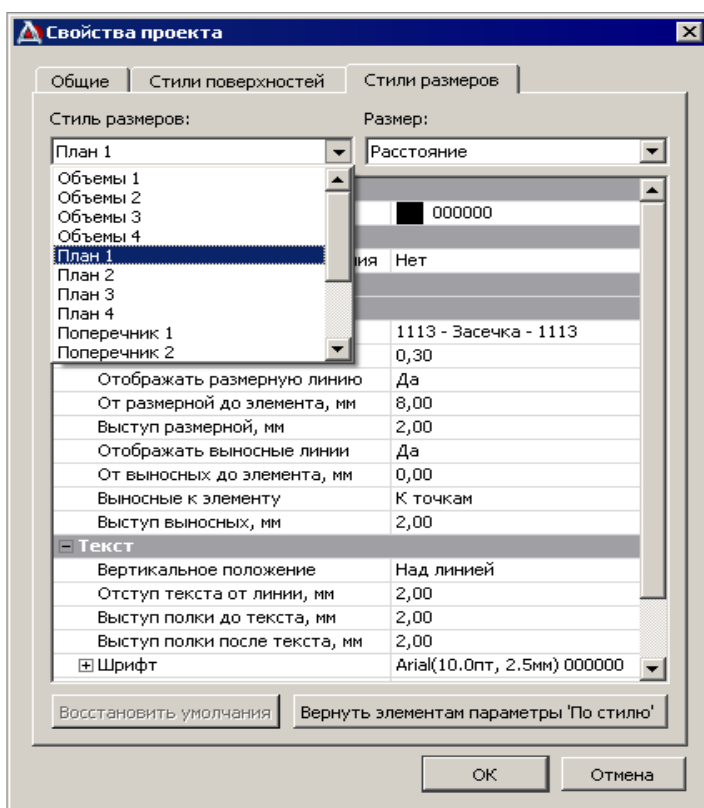 Свойства проекта
Общие Стили поверхностей Стили размеров
Стиль размеров: Размер:
План 1 Расстояние
Объемы 1
Объемы 2
Объемы 3 000000
Объемы 4
План 1 ия Нет
План 2
План 3
План 4
Поперечник 1 1113 - Засечка - 1113
Поперечник 2 0,30
Отображать размерную линию Да
От размерной до элемента, мм 8,00
Выступ размерной, мм 2,00
Отображать выносные линии Да
От выносных до элемента, мм 0,00
Выносные к элементу К точкам
Выступ выносных, мм 2,00
Текст
Вертикальное положение Над линией
Отступ текста от линии, мм 2,00
Выступ полки до текста, мм 2,00
Выступ полки после текста, мм 2,00
Шрифт Arial(10.0пт, 2.5мм) 000000
Восстановить умолчания Вернуть элементам параметры 'По стилю'
ОК Отмена